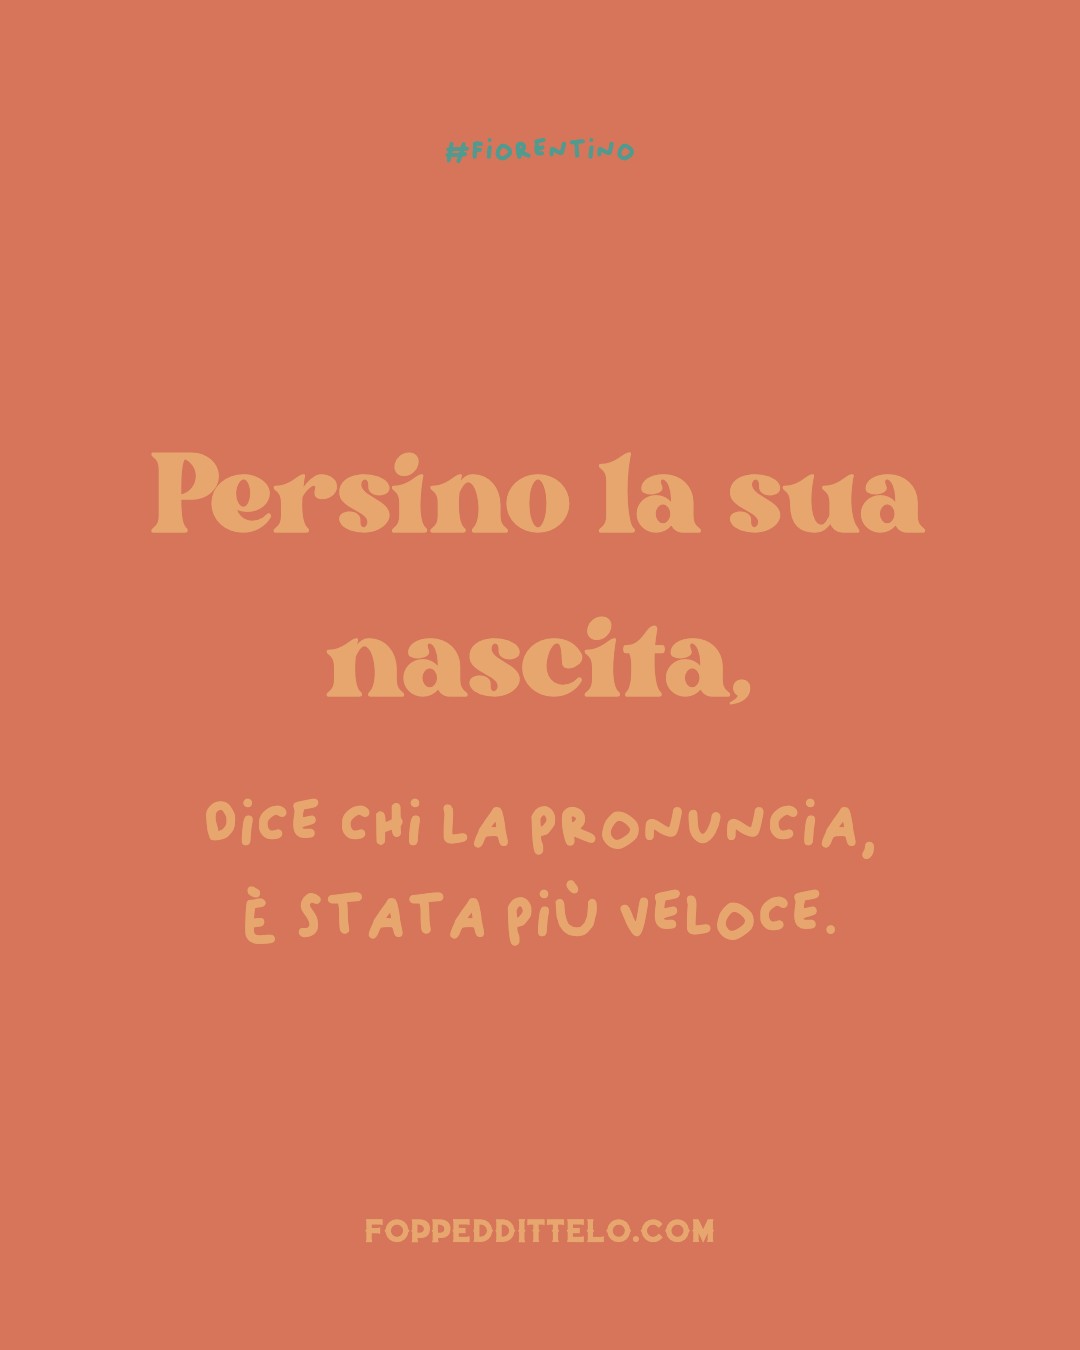 #FiORENTiNO
Persino la sua
nascita,
DiCE CHi LA PRONUNCiA,
È STATA PiÙ VELOCE.
FOPPEDDITTELO.COM